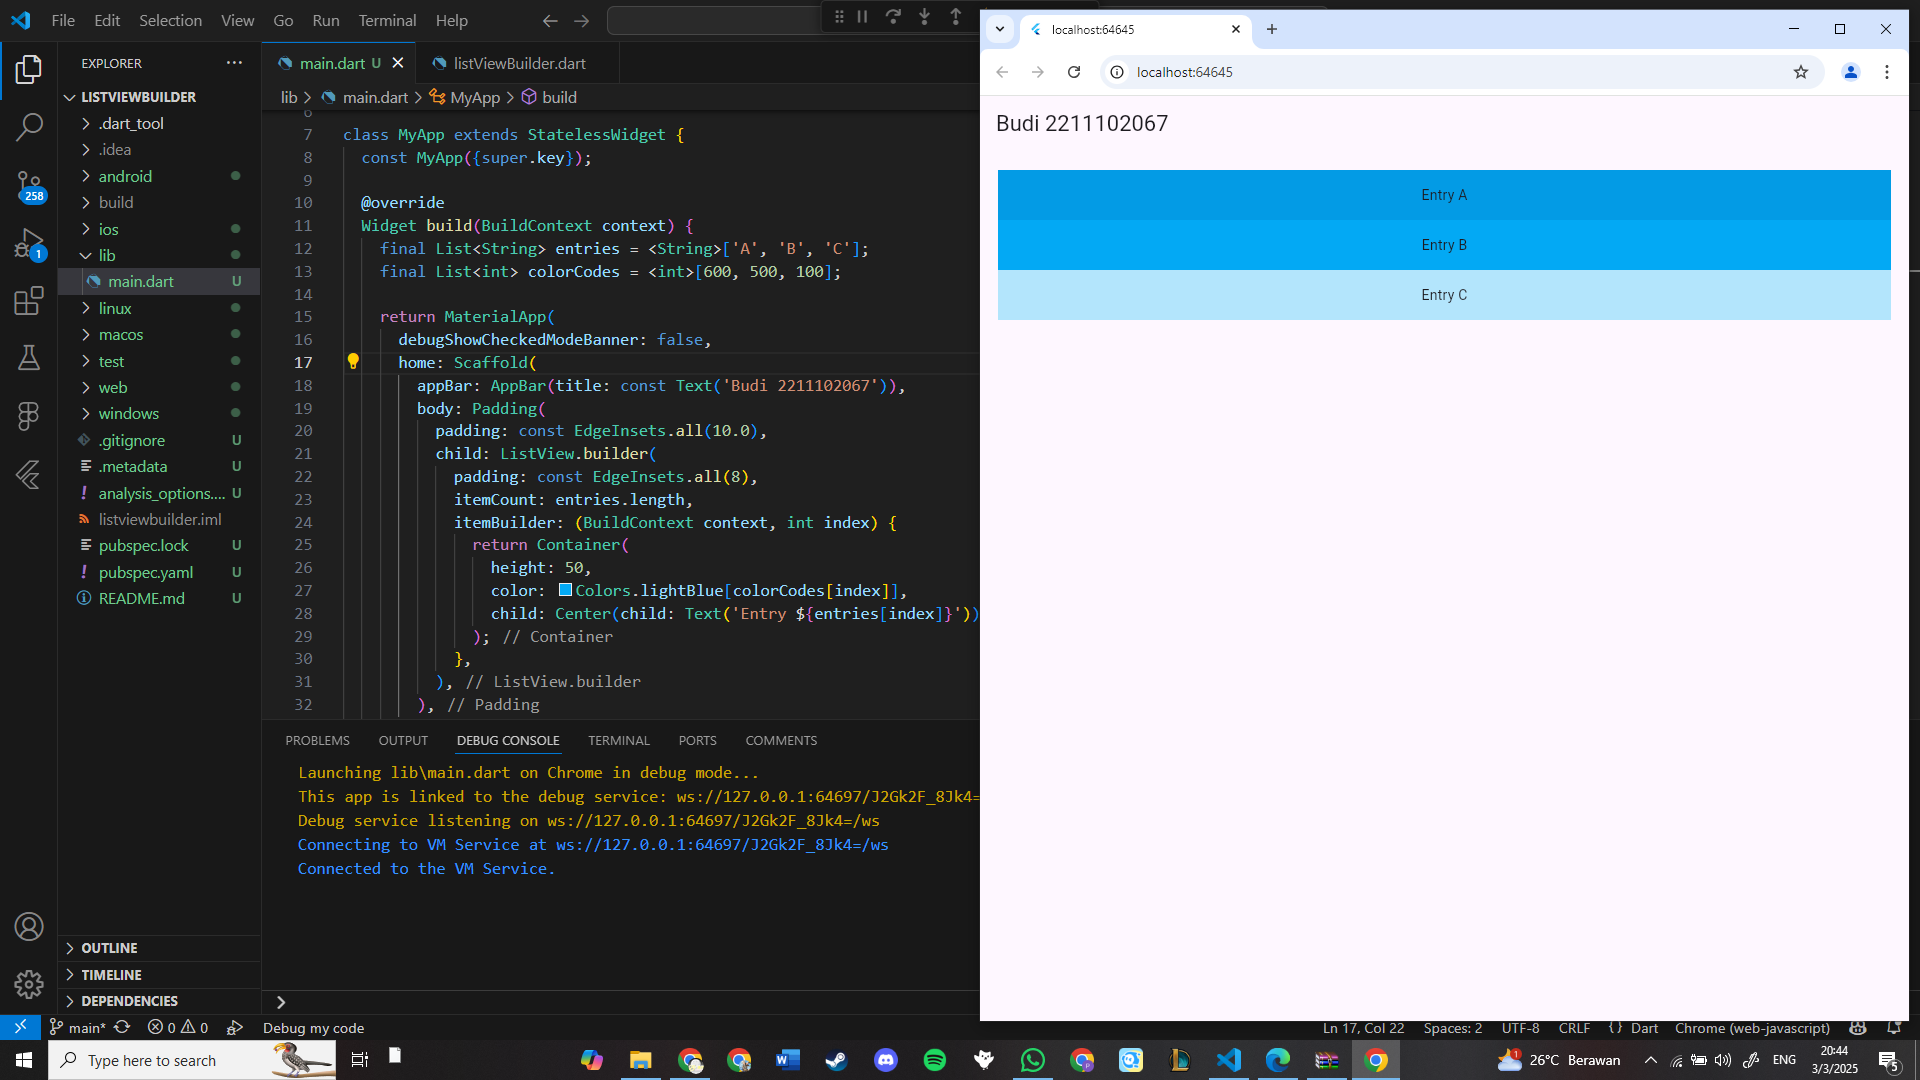 File Edit Selection View Go Run Terminal Help
EXPLORER
LISTVIEWBUILDER
.dart_tool
.idea
android
build
ios
lib
main.dart U
linux
macos
test
web
windows
.gitignore U
.metadata U
analysis_options.... U
listviewbuilder.iml
pubspec.lock U
pubspec.yaml U
README.md U
OUTLINE
TIMELINE
DEPENDENCIES
258
1
main.dart U
listViewBuilder.dart
lib > main.dart > MyApp > build
6
7 class MyApp extends StatelessWidget {
8 const MyApp({super.key});
9
10 @override
11 Widget build(BuildContext context) {
12 final List<String> entries = <String>['A', 'B', 'C'];
13 final List<int> colorCodes = <int>[600, 500, 100];
14
15 return MaterialApp(
16 debugShowCheckedModeBanner: false,
17 home: Scaffold(
18 appBar: AppBar(title: const Text('Budi 2211102067')),
19 body: Padding(
20 padding: const EdgeInsets.all(10.0),
21 child: ListView.builder(
22 padding: const EdgeInsets.all(8),
23 itemCount: entries.length,
24 itemBuilder: (BuildContext context, int index) {
25 return Container(
26 height: 50,
27 color: Colors.lightBlue[colorCodes[index]],
28 child: Center(child: Text('Entry ${entries[index]}'))
29 ); // Container
30 },
31 ), // ListView.builder
32 ), // Padding
PROBLEMS OUTPUT DEBUG CONSOLE TERMINAL PORTS COMMENTS
Launching lib\main.dart on Chrome in debug mode...
This app is linked to the debug service: ws://127.0.0.1:64697/J2Gk2F_8Jk4=
Debug service listening on ws://127.0.0.1:64697/J2Gk2F_8Jk4=/ws
Connecting to VM Service at ws://127.0.0.1:64697/J2Gk2F_8Jk4=/ws
Connected to the VM Service.
localhost:64645
localhost:64645
Budi 2211102067
Entry A
Entry B
Entry C
main* 0 0 Debug my code
Ln 17, Col 22 Spaces: 2 UTF-8 CRLF {} Dart Chrome (web-javascript)
Type here to search
1
26°C Berawan
ENG
20:44
3/3/2025
5